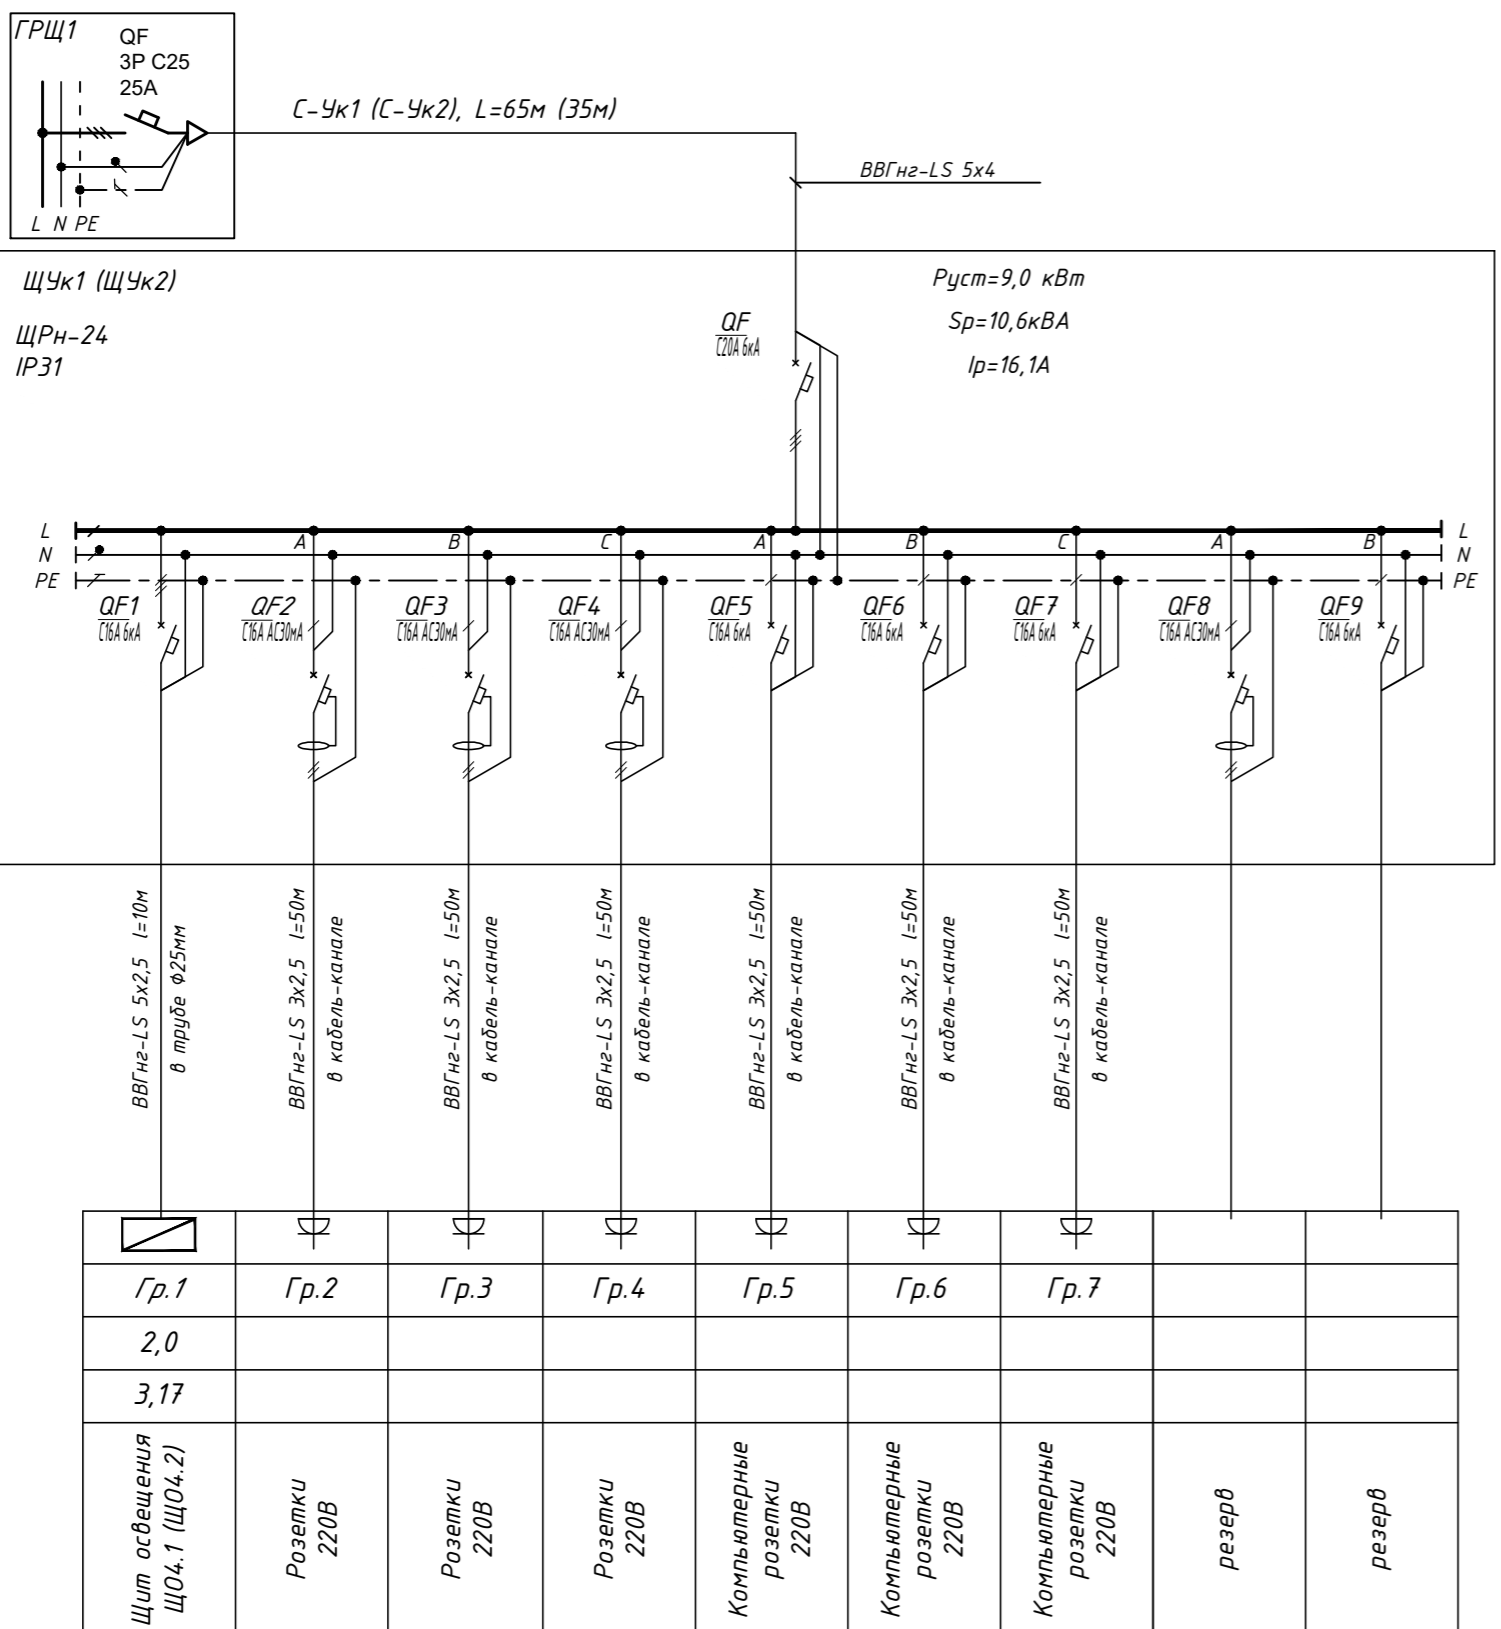 ГРЩ1
QF
3P C25
25A
L N PE
С-Ук1 (С-Ук2), L=65м (35м)
ВВГнг-LS 5х4
ЩУк1 (ЩУк2)
ЩРн-24
IP31
QF
С20А 6кА
Руст=9,0 кВт
Sp=10,6кВА
Ip=16,1А
L
N
PE
A
B
C
A
B
C
A
B
L
N
PE
QF1
С16А 6кА
QF2
С16А АС30мА
QF3
С16А АС30мА
QF4
С16А АС30мА
QF5
С16А 6кА
QF6
С16А 6кА
QF7
С16А 6кА
QF8
С16А АС30мА
QF9
С16А 6кА
ВВГнг-LS 5х2,5 l=10м
в трубе Ф25мм
ВВГнг-LS 3х2,5 l=50м
в кабель-канале
ВВГнг-LS 3х2,5 l=50м
в кабель-канале
ВВГнг-LS 3х2,5 l=50м
в кабель-канале
ВВГнг-LS 3х2,5 l=50м
в кабель-канале
ВВГнг-LS 3х2,5 l=50м
в кабель-канале
ВВГнг-LS 3х2,5 l=50м
в кабель-канале
Гр.1
Гр.2
Гр.3
Гр.4
Гр.5
Гр.6
Гр.7
2,0
3,17
Щит освещения
ЩО4.1 (ЩО4.2)
Розетки
220В
Розетки
220В
Розетки
220В
Компьютерные
розетки
220В
Компьютерные
розетки
220В
Компьютерные
розетки
220В
резерв
резерв